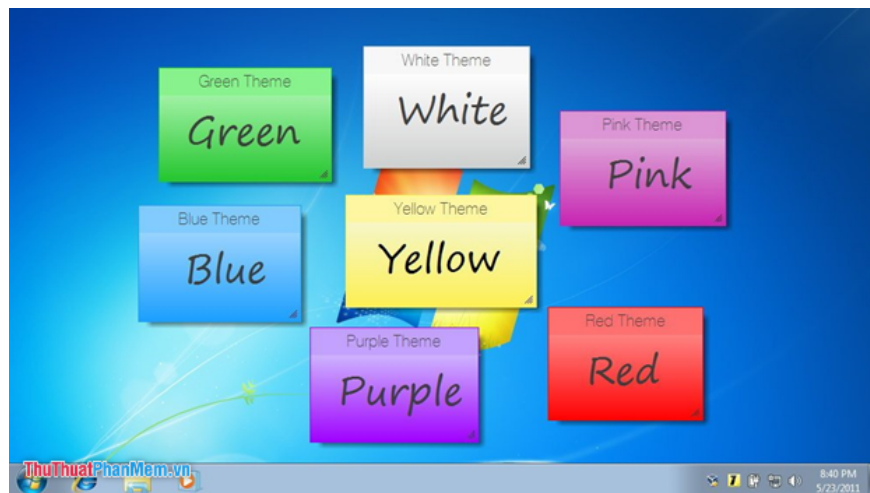 White Theme
White
Green Theme
Green
Pink Theme
Pink
Blue Theme
Blue
Yellow Theme
Yellow
Red Theme
Red
Purple Theme
Purple
ThuThuatPhanMem.vn
8:40 PM
5/23/2011